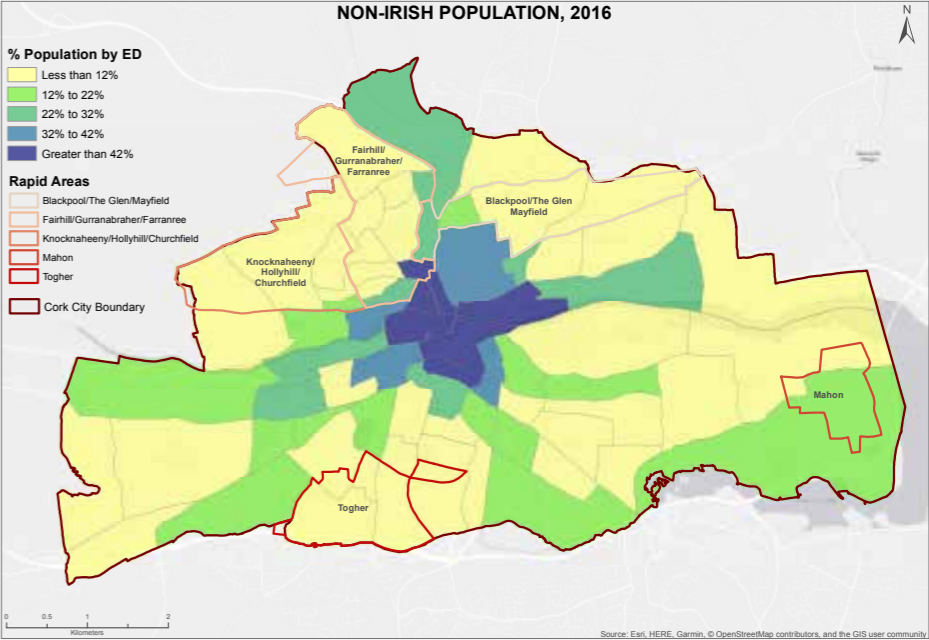 NON-IRISH POPULATION, 2016
N
% Population by ED
Less than 12%
12% to 22%
22% to 32%
32% to 42%
Greater than 42%
Rapid Areas
Blackpool/The Glen/Mayfield
Fairhill/Gurranabraher/Farranree
Knocknaheeny/Hollyhill/Churchfield
Mahon
Togher
Cork City Boundary
Fairhill/
Gurranabraher/
Farranree
Blackpool/The Glen
Mayfield
Knocknaheeny/
Hollyhill/
Churchfield
Mahon
Togher
0 0.5 1 2
Kilometers
Source: Esri, HERE, Garmin, © OpenStreetMap contributors, and the GIS user community